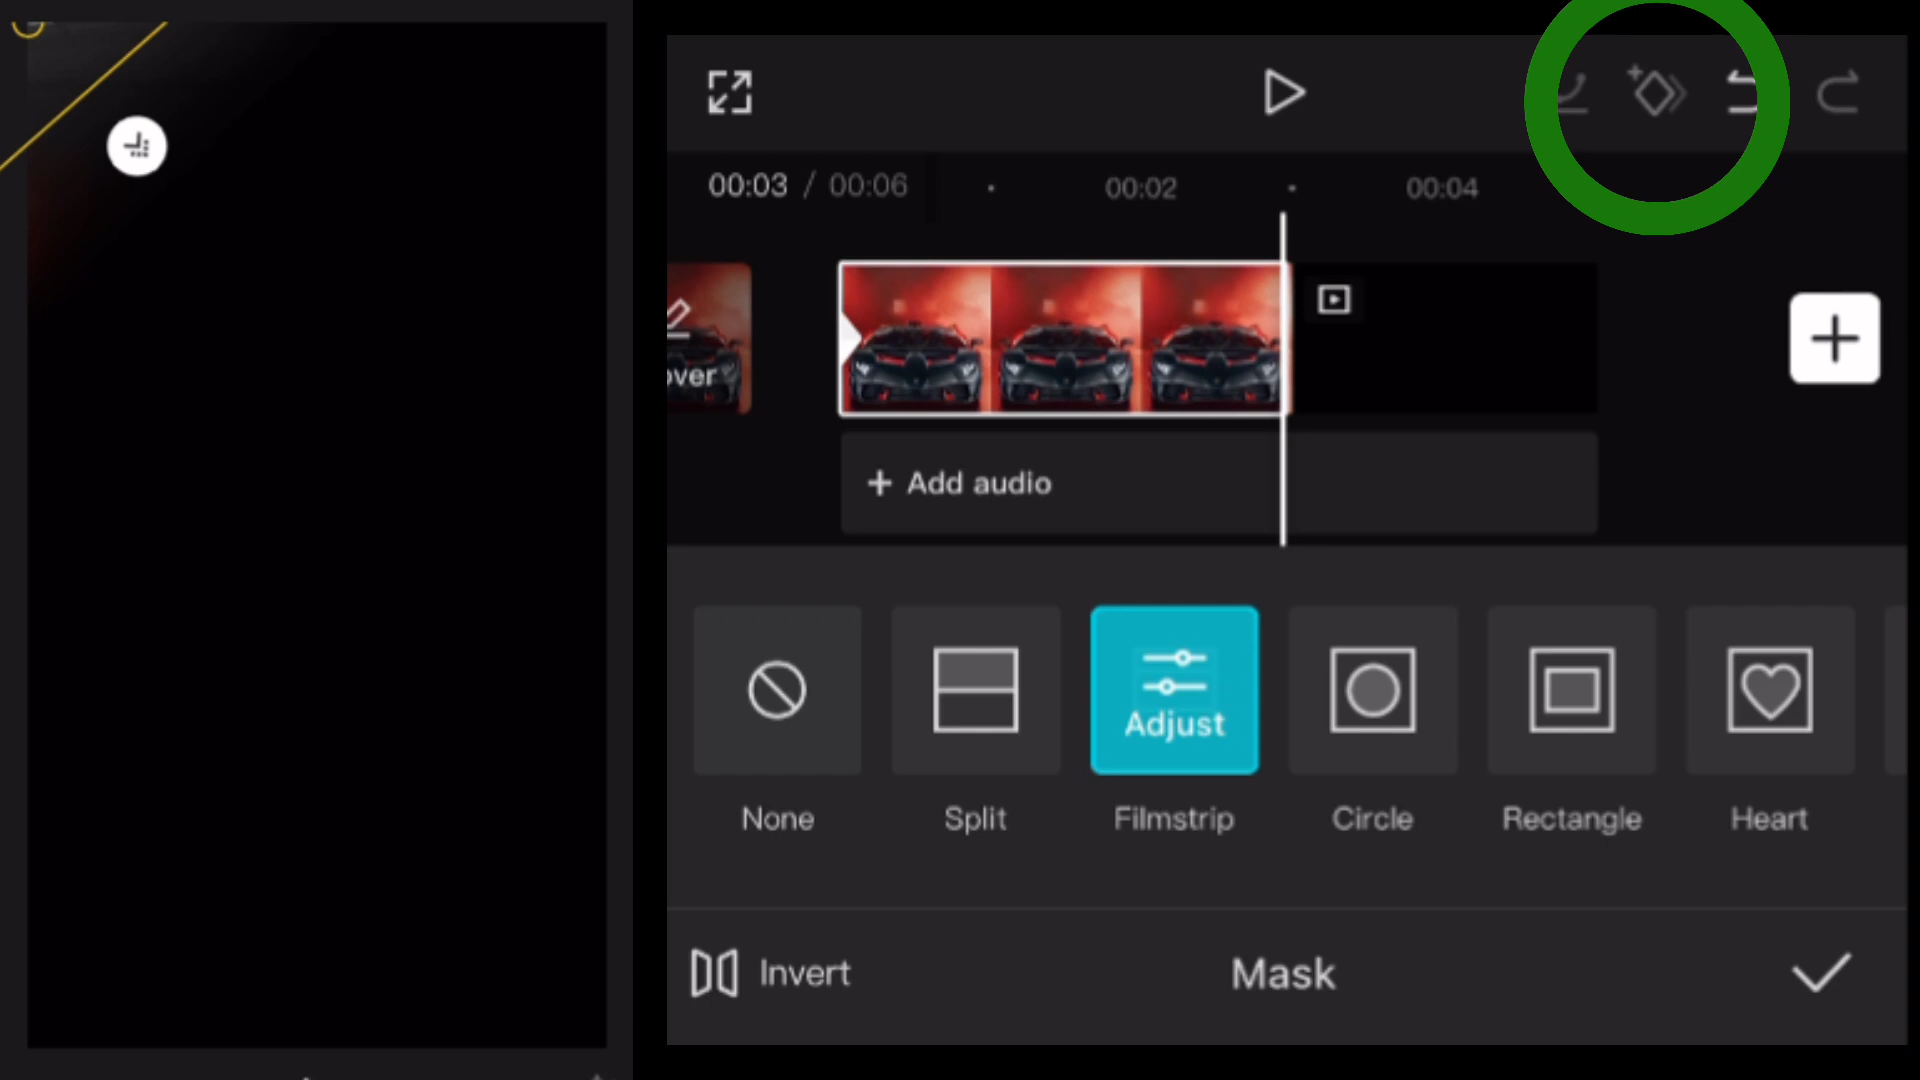 00:03 / 00:06
00:02
00:04
over
+ Add audio
Adjust
None
Split
Filmstrip
Circle
Rectangle
Heart
Invert
Mask